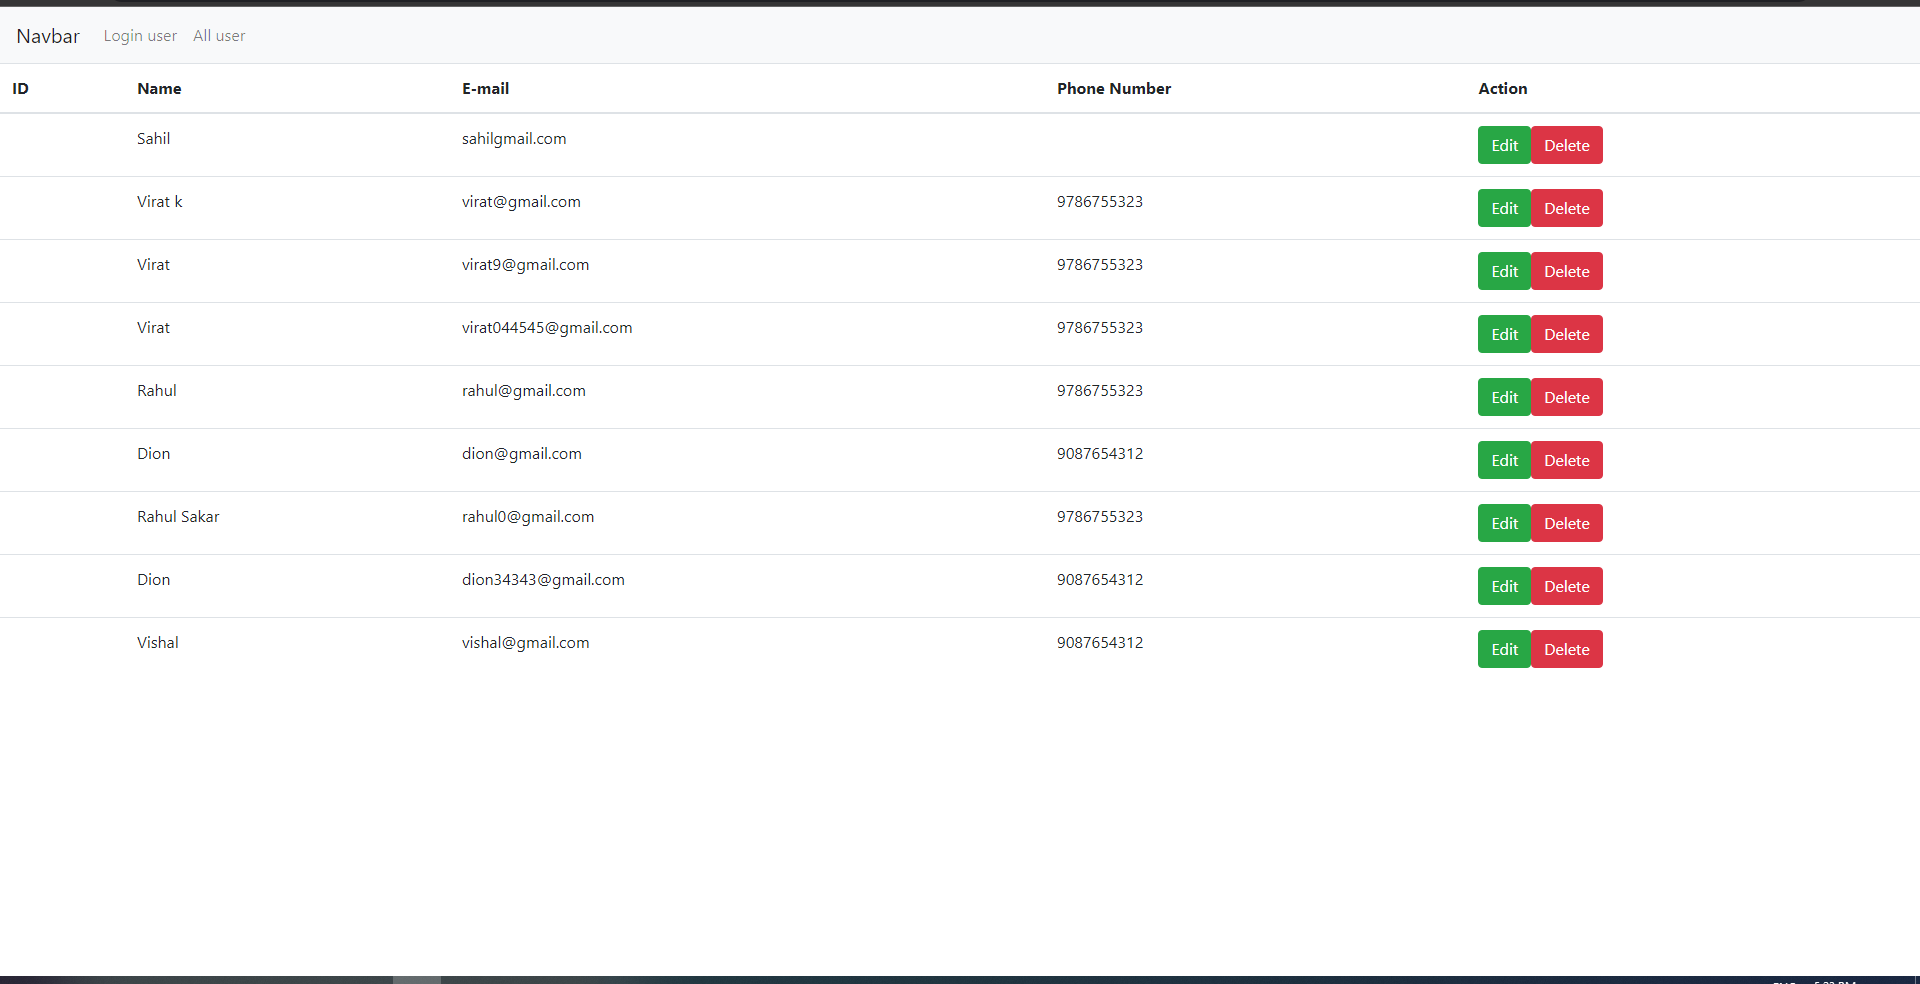 Navbar Login user All user
ID Name E-mail Phone Number Action
Sahil sahilgmail.com Edit Delete
Virat k virat@gmail.com 9786755323 Edit Delete
Virat virat9@gmail.com 9786755323 Edit Delete
Virat virat044545@gmail.com 9786755323 Edit Delete
Rahul rahul@gmail.com 9786755323 Edit Delete
Dion dion@gmail.com 9087654312 Edit Delete
Rahul Sakar rahul0@gmail.com 9786755323 Edit Delete
Dion dion34343@gmail.com 9087654312 Edit Delete
Vishal vishal@gmail.com 9087654312 Edit Delete